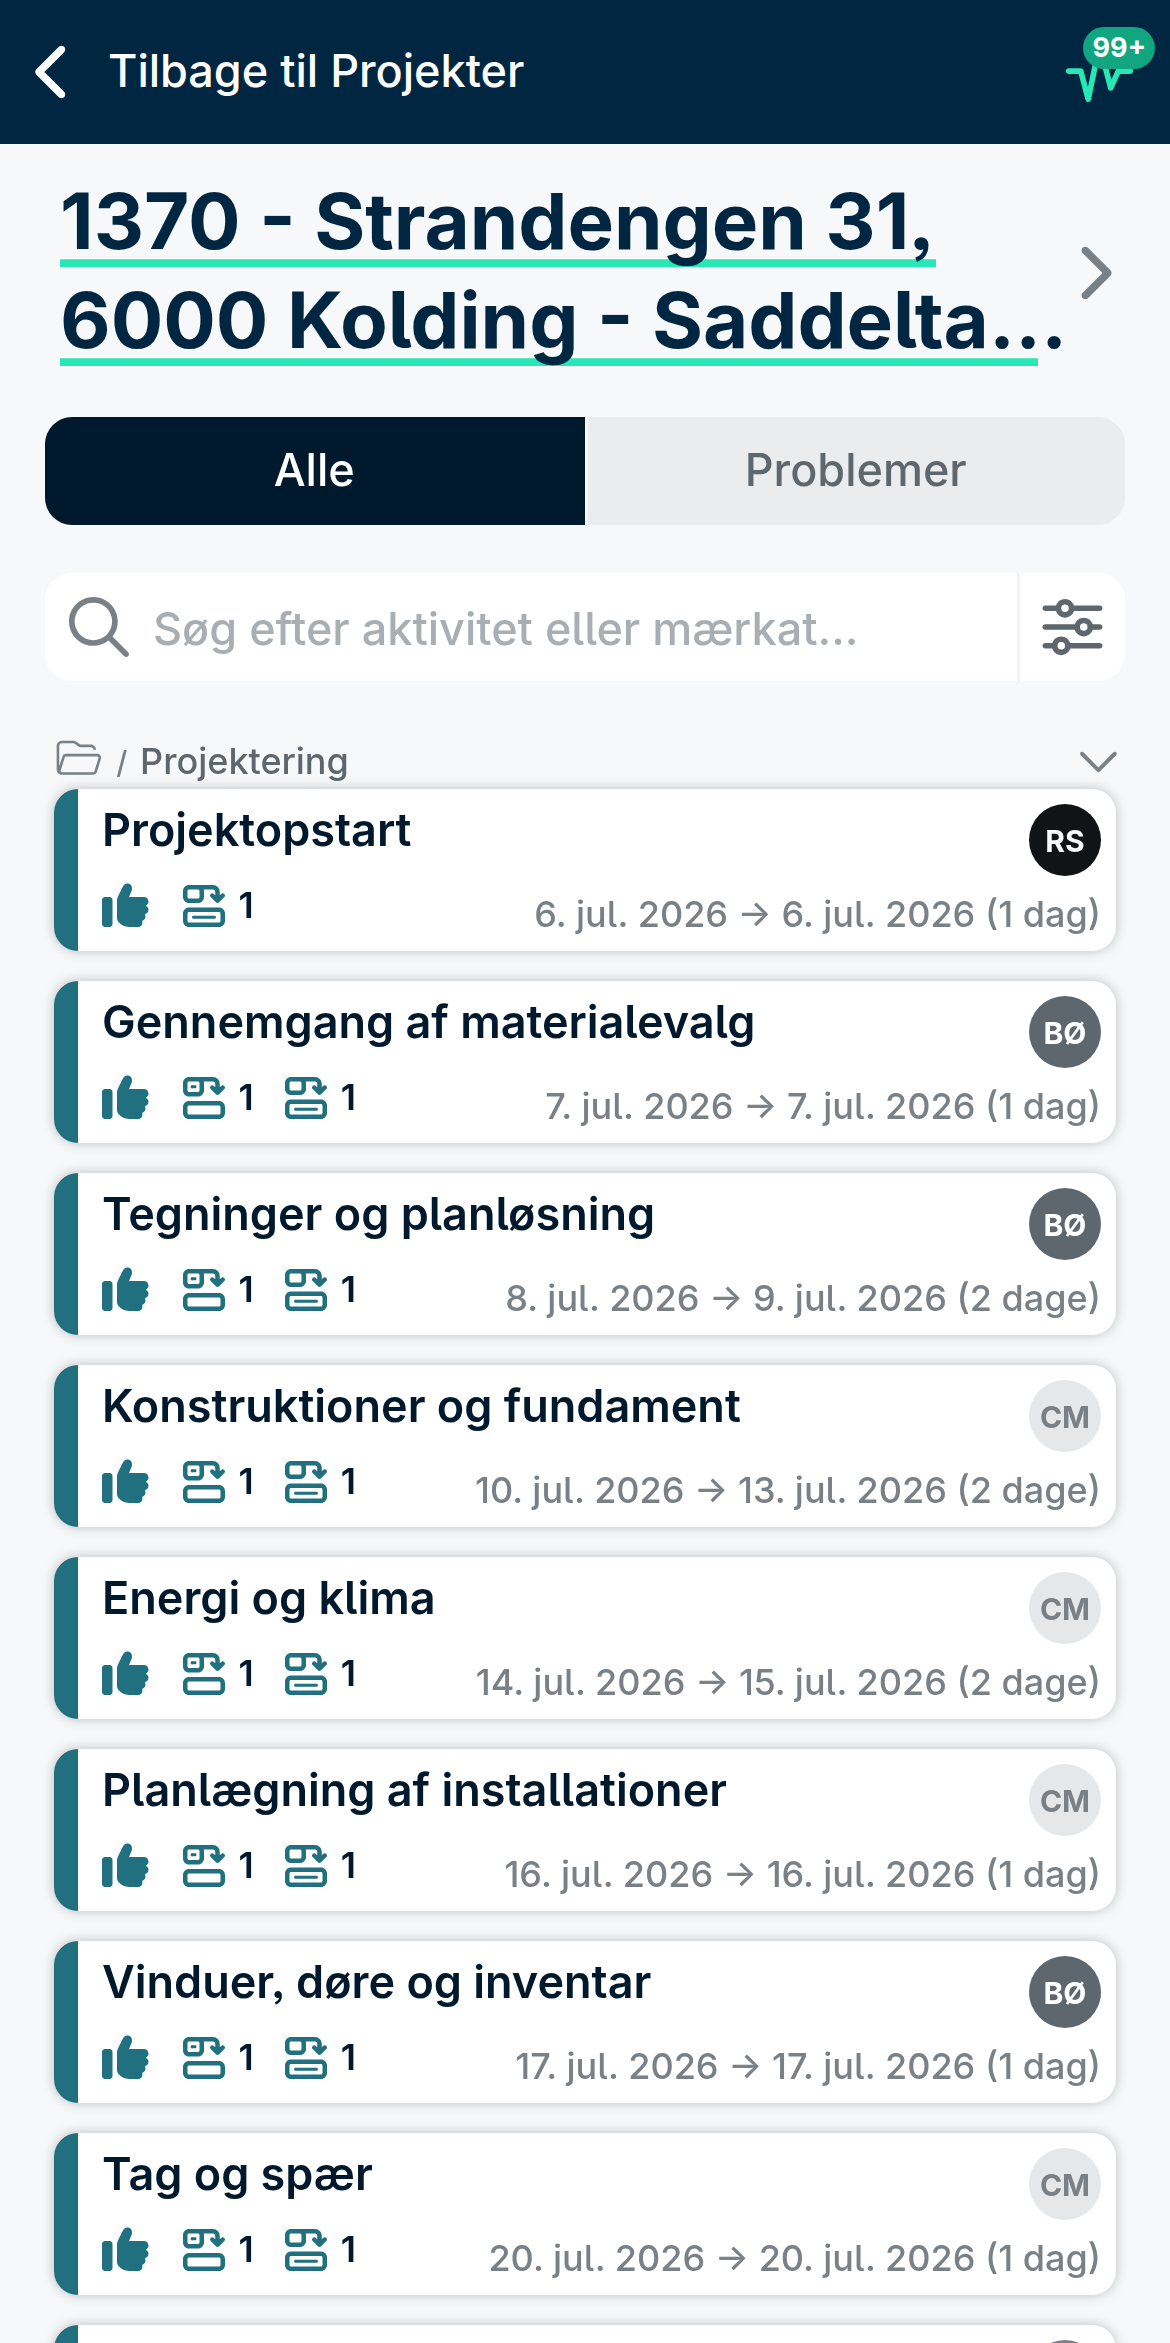 Tilbage til Projekter
99+
1370 - Strandengen 31,
6000 Kolding - Saddelta...
Alle
Problemer
Søg efter aktivitet eller mærkat...
/ Projektering
Projektopstart
RS
1
6. jul. 2026 → 6. jul. 2026 (1 dag)
Gennemgang af materialevalg
BØ
1 1
7. jul. 2026 → 7. jul. 2026 (1 dag)
Tegninger og planløsning
BØ
1 1
8. jul. 2026 → 9. jul. 2026 (2 dage)
Konstruktioner og fundament
CM
1 1
10. jul. 2026 → 13. jul. 2026 (2 dage)
Energi og klima
CM
1 1
14. jul. 2026 → 15. jul. 2026 (2 dage)
Planlægning af installationer
CM
1 1
16. jul. 2026 → 16. jul. 2026 (1 dag)
Vinduer, døre og inventar
BØ
1 1
17. jul. 2026 → 17. jul. 2026 (1 dag)
Tag og spær
CM
1 1
20. jul. 2026 → 20. jul. 2026 (1 dag)